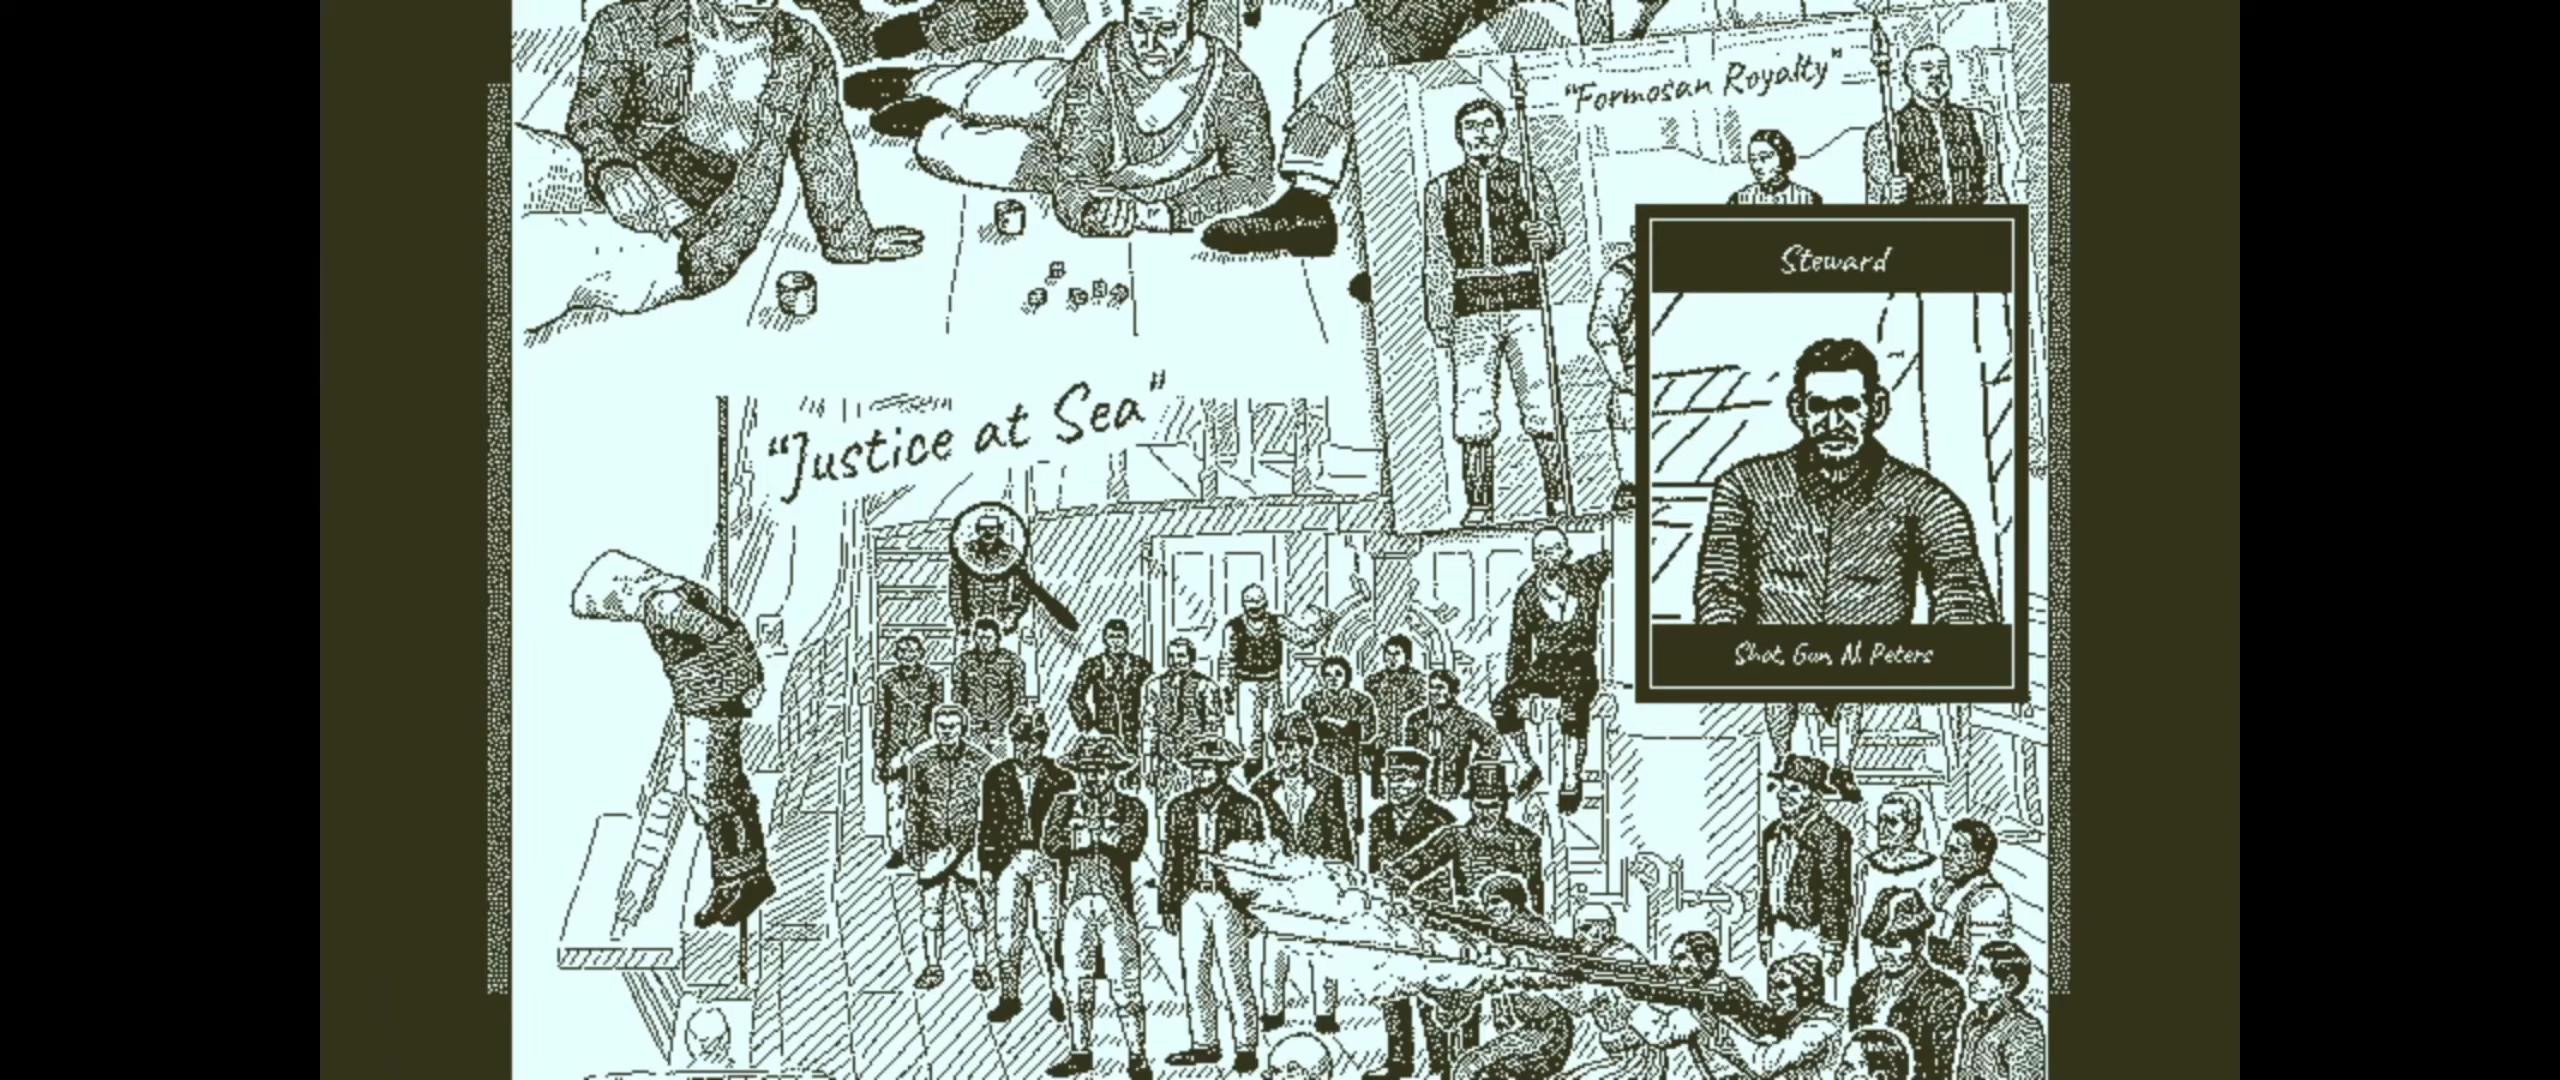 "Formosan Royalty"
Steward
"Justice at Sea"
Shot, Gun, N. Peters